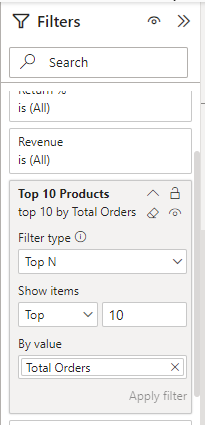 Filters
Search
Return %
is (All)
Revenue
is (All)
Top 10 Products
top 10 by Total Orders
Filter type
Top N
Show items
Top 10
By value
Total Orders
Apply filter